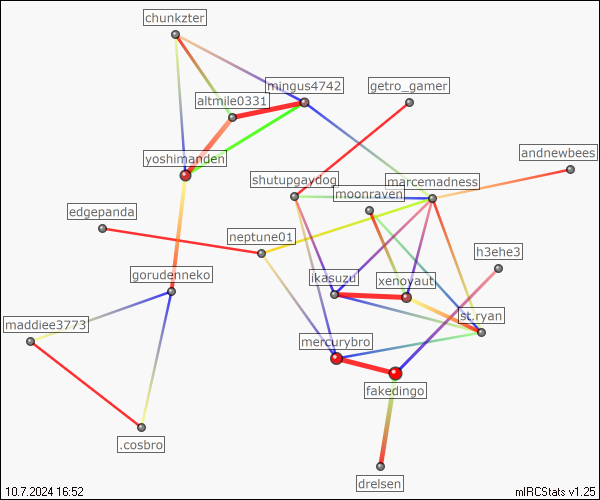 chunkzter
mingus4742
getro_gamer
altmile0331
andnewbees
yoshimanden
shutupgaydog
marcemadness
moonraven
edgepanda
neptune01
h3ehe3
gorudenneko
ikasuzu
xenoyaut
maddiee3773
st.ryan
mercurybro
fakedingo
.cosbro
drelsen
10.7.2024 16:52
mIRCStats v1.25